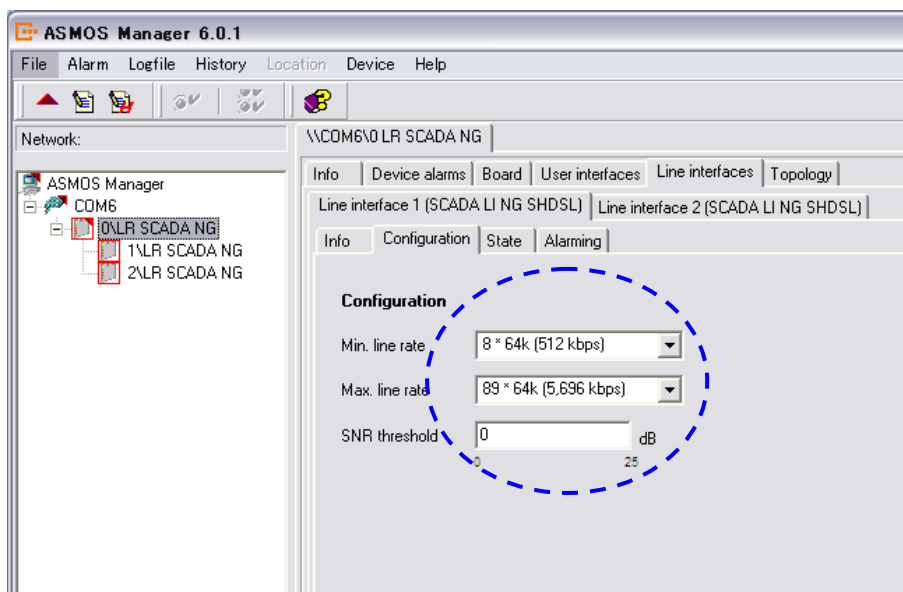 ASMOS Manager 6.0.1
File Alarm Logfile History Location Device Help
Network:
\\COM6\0 LR SCADA NG
ASMOS Manager
COM6
0\LR SCADA NG
1\LR SCADA NG
2\LR SCADA NG
Info Device alarms Board User interfaces Line interfaces Topology
Line interface 1 (SCADA LI NG SHDSL) Line interface 2 (SCADA LI NG SHDSL)
Info Configuration State Alarming
Configuration
Min. line rate 8 * 64k (512 kbps)
Max. line rate 89 * 64k (5,696 kbps)
SNR threshold 0 dB
0 25